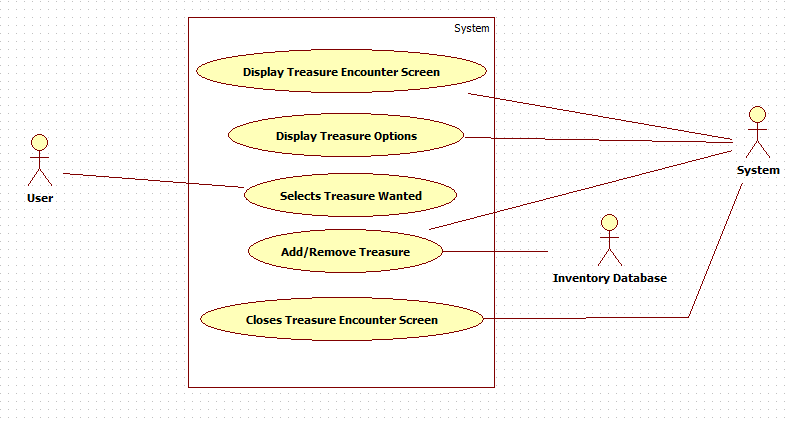 System
Display Treasure Encounter Screen
Display Treasure Options
System
User
Selects Treasure Wanted
Add/Remove Treasure
Inventory Database
Closes Treasure Encounter Screen